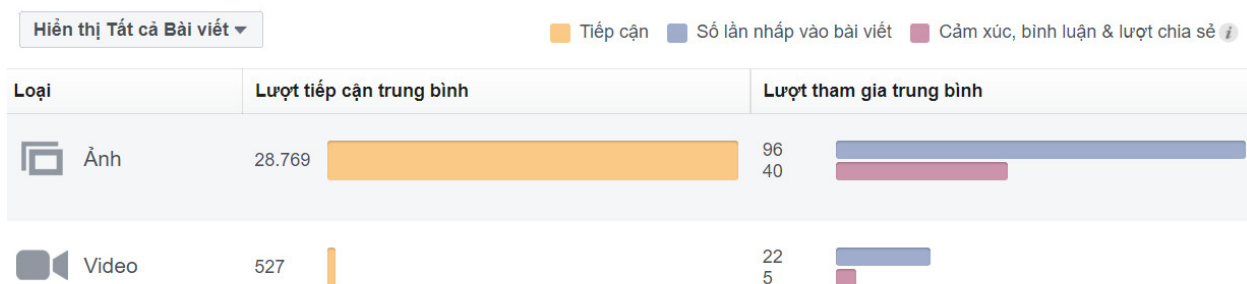 Hiển thị Tất cả Bài viết
Tiếp cận Số lần nhấp vào bài viết Cảm xúc, bình luận & lượt chia sẻ i
Loại Lượt tiếp cận trung bình Lượt tham gia trung bình
Ảnh 28.769 96
40
Video 527 22
5